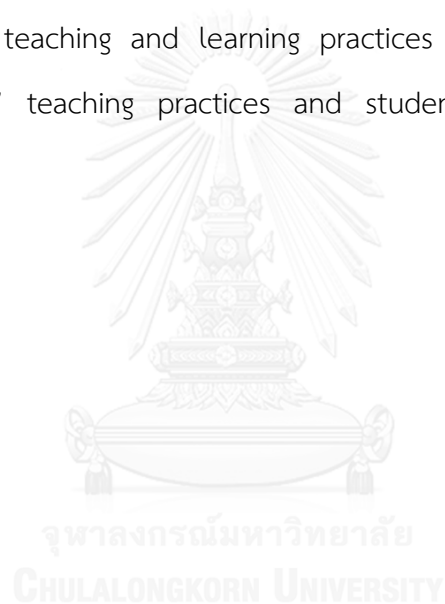 teaching and learning practices
’ teaching practices and studen
จุฬาลงกรณ์มหาวิทยาลัย
CHULALONGKORN UNIVERSITY